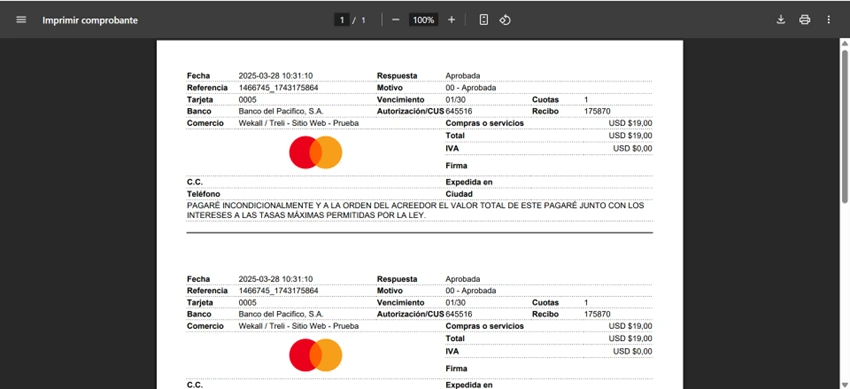 Imprimir comprobante
1 / 1
100%
Fecha 2025-03-28 10:31:10 Respuesta Aprobada
Referencia 1466745_1743175864 Motivo 00 - Aprobada
Tarjeta 0005 Vencimiento 01/30 Cuotas 1
Banco Banco del Pacifico, S.A. Autorización/CUS 645516 Recibo 175870
Comercio Wekall / Treli - Sitio Web - Prueba Compras o servicios USD $19,00
Total USD $19,00
IVA USD $0,00
Firma
C.C. Expedida en
Teléfono Ciudad
PAGARÉ INCONDICIONALMENTE Y A LA ORDEN DEL ACREEDOR EL VALOR TOTAL DE ESTE PAGARÉ JUNTO CON LOS
INTERESES A LAS TASAS MÁXIMAS PERMITIDAS POR LA LEY.
Fecha 2025-03-28 10:31:10 Respuesta Aprobada
Referencia 1466745_1743175864 Motivo 00 - Aprobada
Tarjeta 0005 Vencimiento 01/30 Cuotas 1
Banco Banco del Pacifico, S.A. Autorización/CUS 645516 Recibo 175870
Comercio Wekall / Treli - Sitio Web - Prueba Compras o servicios USD $19,00
Total USD $19,00
IVA USD $0,00
Firma
C.C. Expedida en